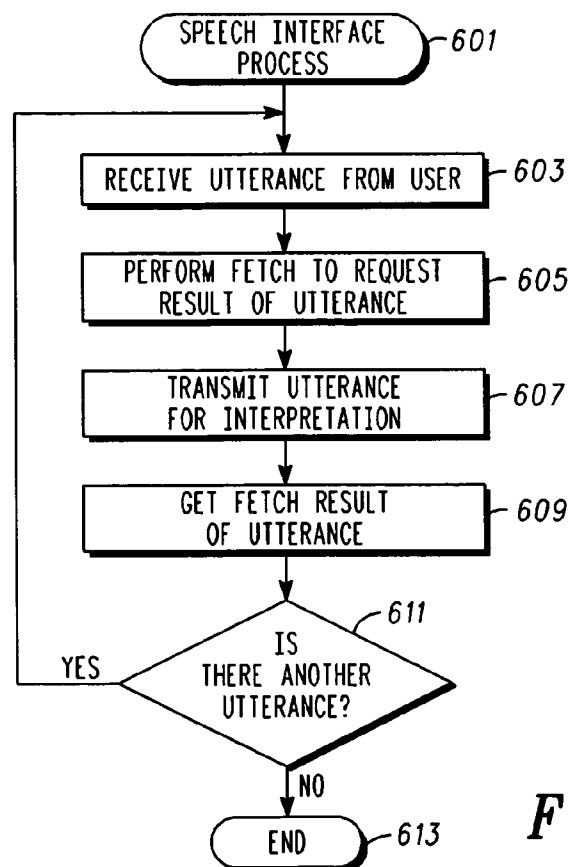 SPEECH INTERFACE
PROCESS
601
RECEIVE UTTERANCE FROM USER
603
PERFORM FETCH TO REQUEST
RESULT OF UTTERANCE
605
TRANSMIT UTTERANCE
FOR INTERPRETATION
607
GET FETCH RESULT
OF UTTERANCE
609
611
IS
THERE ANOTHER
UTTERANCE?
YES
NO
END
613
F